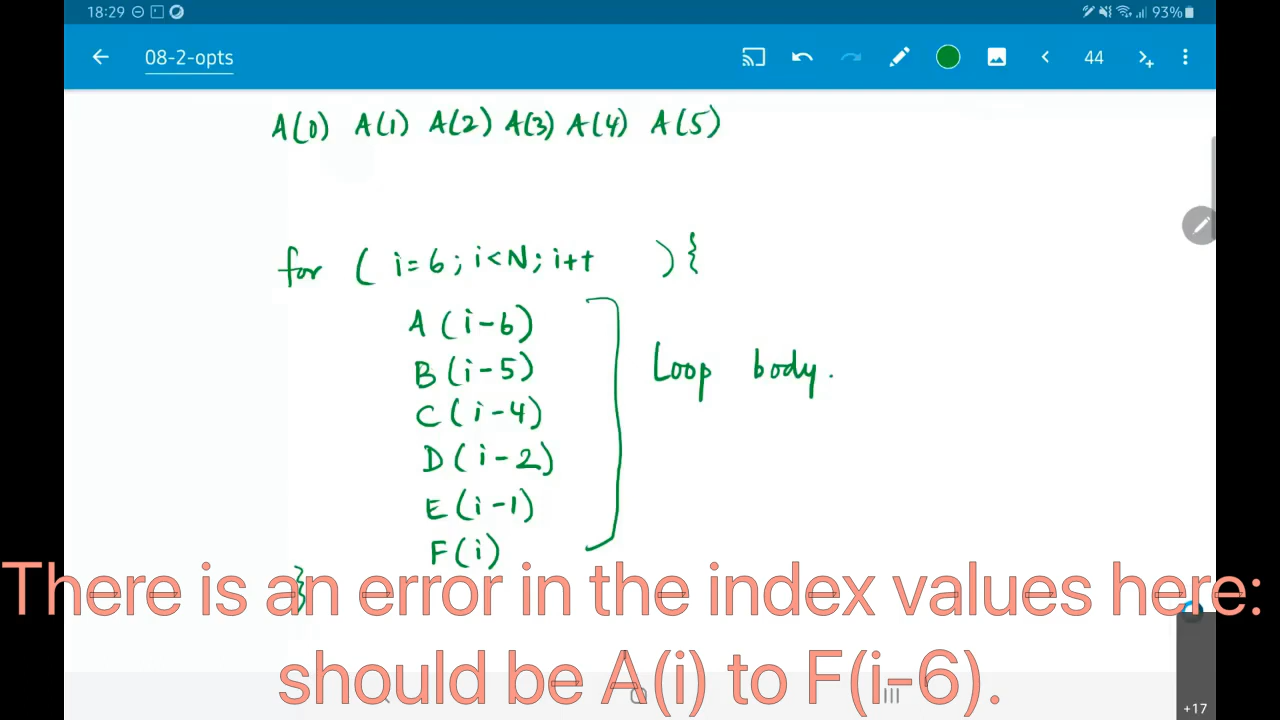 18:29 93%
08-2-opts 44
A(0) A(1) A(2) A(3) A(4) A(5)
for ( i=6; i<N; i++ ) {
A (i-6)
B (i-5)
C (i-4)
Loop body.
D (i-2)
E (i-1)
F (i)
}
There is an error in the index values here:
should be A(i) to F(i-6).
+17